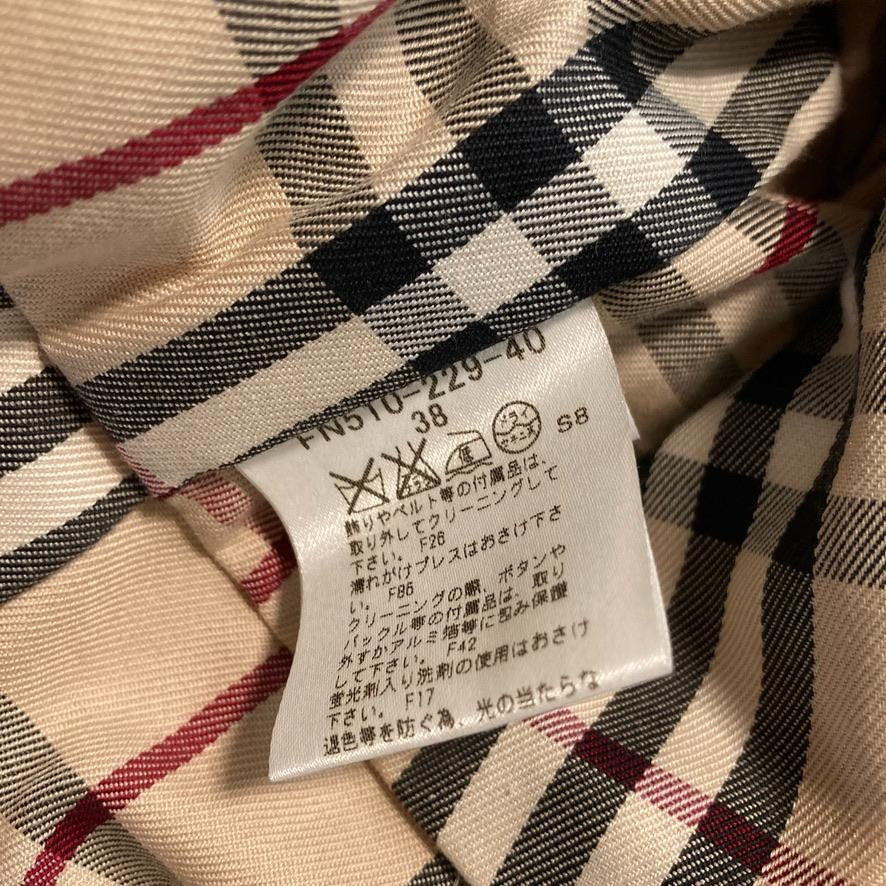 FN510-229-40
38
ドライ
セキユ系
S8
飾りやベルト等の付属品は、
取り外してクリーニングして
下さい。 F26
濡れがけプレスはおさけ下さ
い。 F86
クリーニングの際、ボタンや
バックル等の付属品は、取り
外すかアルミ箔等に包み保護
して下さい。 F42
蛍光剤入り洗剤の使用はおさけ
下さい。 F17
退色等を防ぐ為、光の当たらな